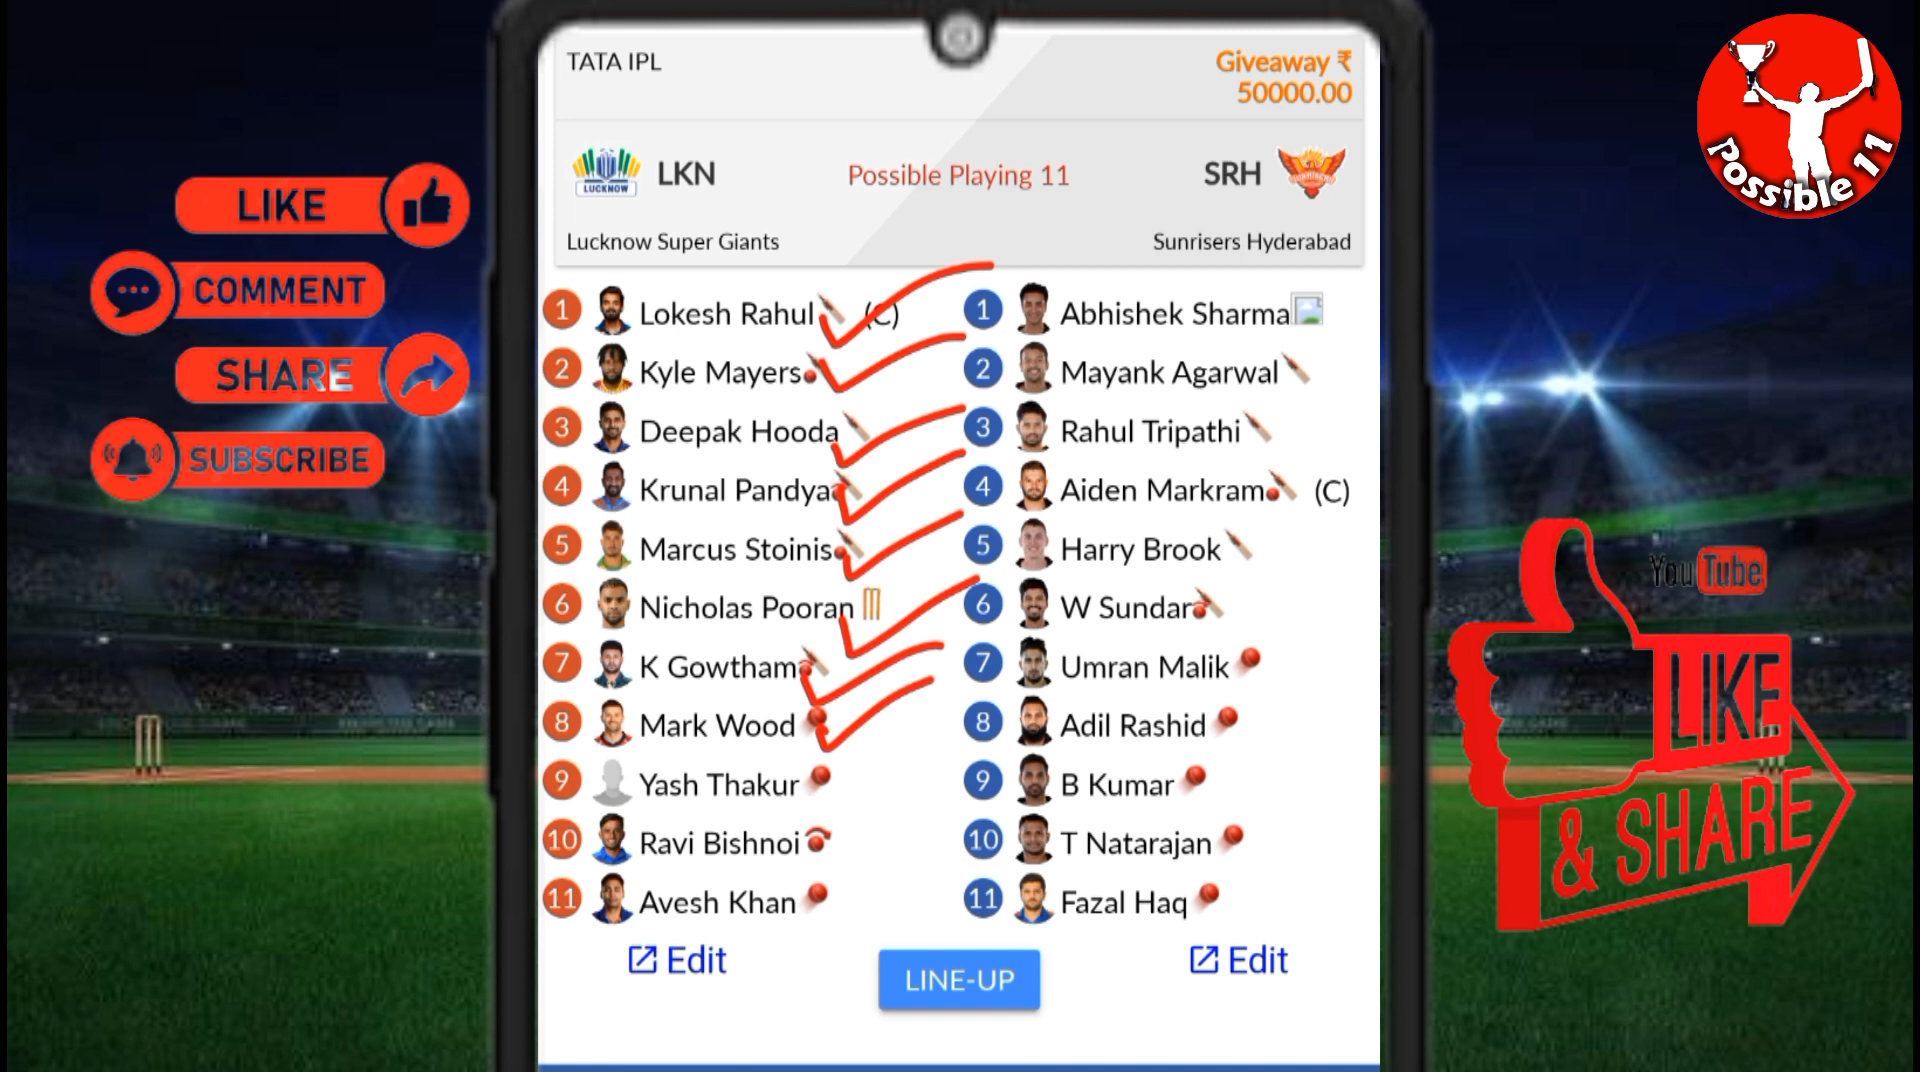 TATA IPL
Giveaway ₹
50000.00
LUCKNOW
LKN
Possible Playing 11
SRH
Lucknow Super Giants
Sunrisers Hyderabad
1 Lokesh Rahul (C)
2 Kyle Mayers
3 Deepak Hooda
4 Krunal Pandya
5 Marcus Stoinis
6 Nicholas Pooran
7 K Gowtham
8 Mark Wood
9 Yash Thakur
10 Ravi Bishnoi
11 Avesh Khan
Edit
1 Abhishek Sharma
2 Mayank Agarwal
3 Rahul Tripathi
4 Aiden Markram (C)
5 Harry Brook
6 W Sundar
7 Umran Malik
8 Adil Rashid
9 B Kumar
10 T Natarajan
11 Fazal Haq
Edit
LINE-UP
LIKE
COMMENT
SHARE
SUBSCRIBE
Possible 11
YouTube
LIKE
& SHARE